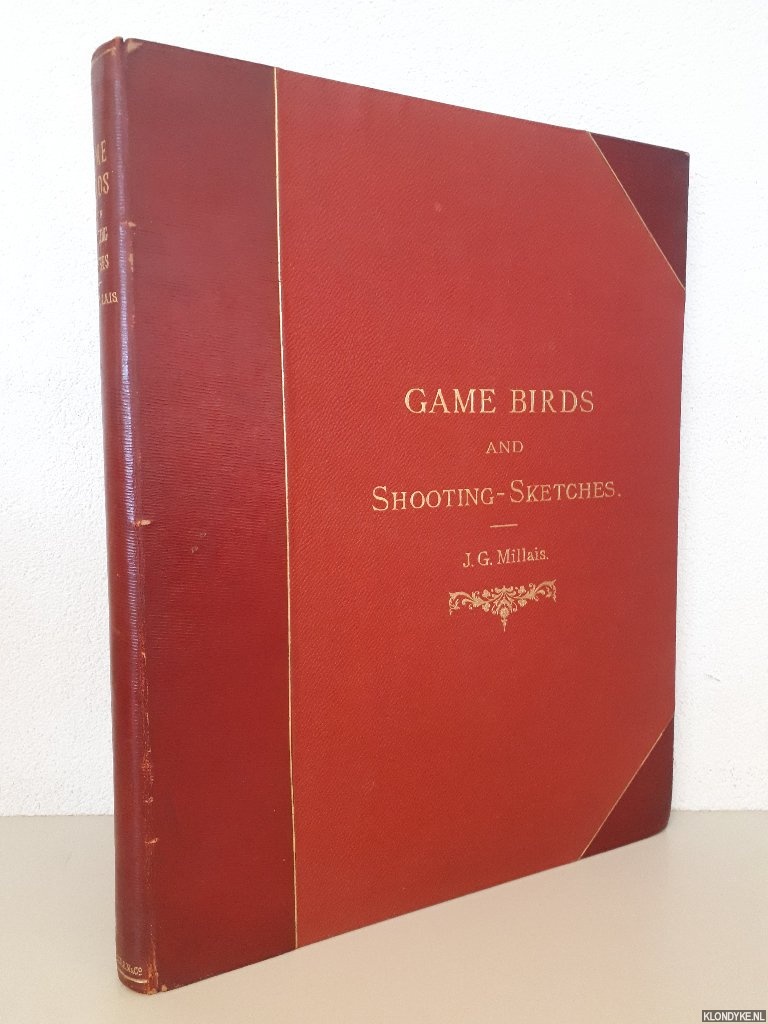 GAME BIRDS
AND
SHOOTING-SKETCHES.
J. G. Millais.
KLONDYKE.NL